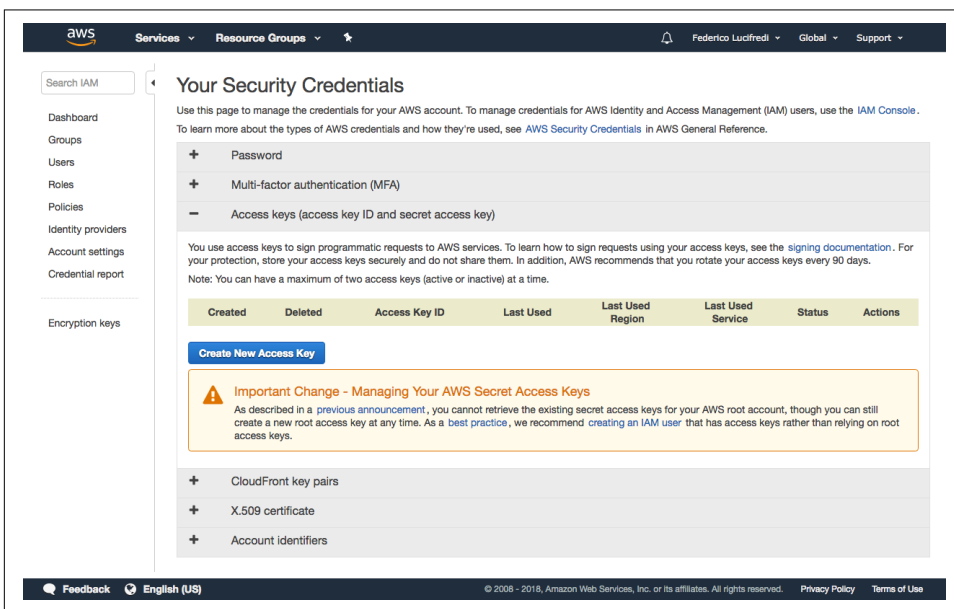 aws Services Resource Groups Federico Lucifredi Global Support
Search IAM
Dashboard
Groups
Users
Roles
Policies
Identity providers
Account settings
Credential report
Encryption keys
Your Security Credentials
Use this page to manage the credentials for your AWS account. To manage credentials for AWS Identity and Access Management (IAM) users, use the IAM Console.
To learn more about the types of AWS credentials and how they're used, see AWS Security Credentials in AWS General Reference.
+ Password
+ Multi-factor authentication (MFA)
− Access keys (access key ID and secret access key)
You use access keys to sign programmatic requests to AWS services. To learn how to sign requests using your access keys, see the signing documentation. For
your protection, store your access keys securely and do not share them. In addition, AWS recommends that you rotate your access keys every 90 days.
Note: You can have a maximum of two access keys (active or inactive) at a time.
Created Deleted Access Key ID Last Used Last Used Region Last Used Service Status Actions
Create New Access Key
Important Change - Managing Your AWS Secret Access Keys
As described in a previous announcement, you cannot retrieve the existing secret access keys for your AWS root account, though you can still
create a new root access key at any time. As a best practice, we recommend creating an IAM user that has access keys rather than relying on root
access keys.
+ CloudFront key pairs
+ X.509 certificate
+ Account identifiers
Feedback English (US) © 2008 - 2018, Amazon Web Services, Inc. or its affiliates. All rights reserved. Privacy Policy Terms of Use